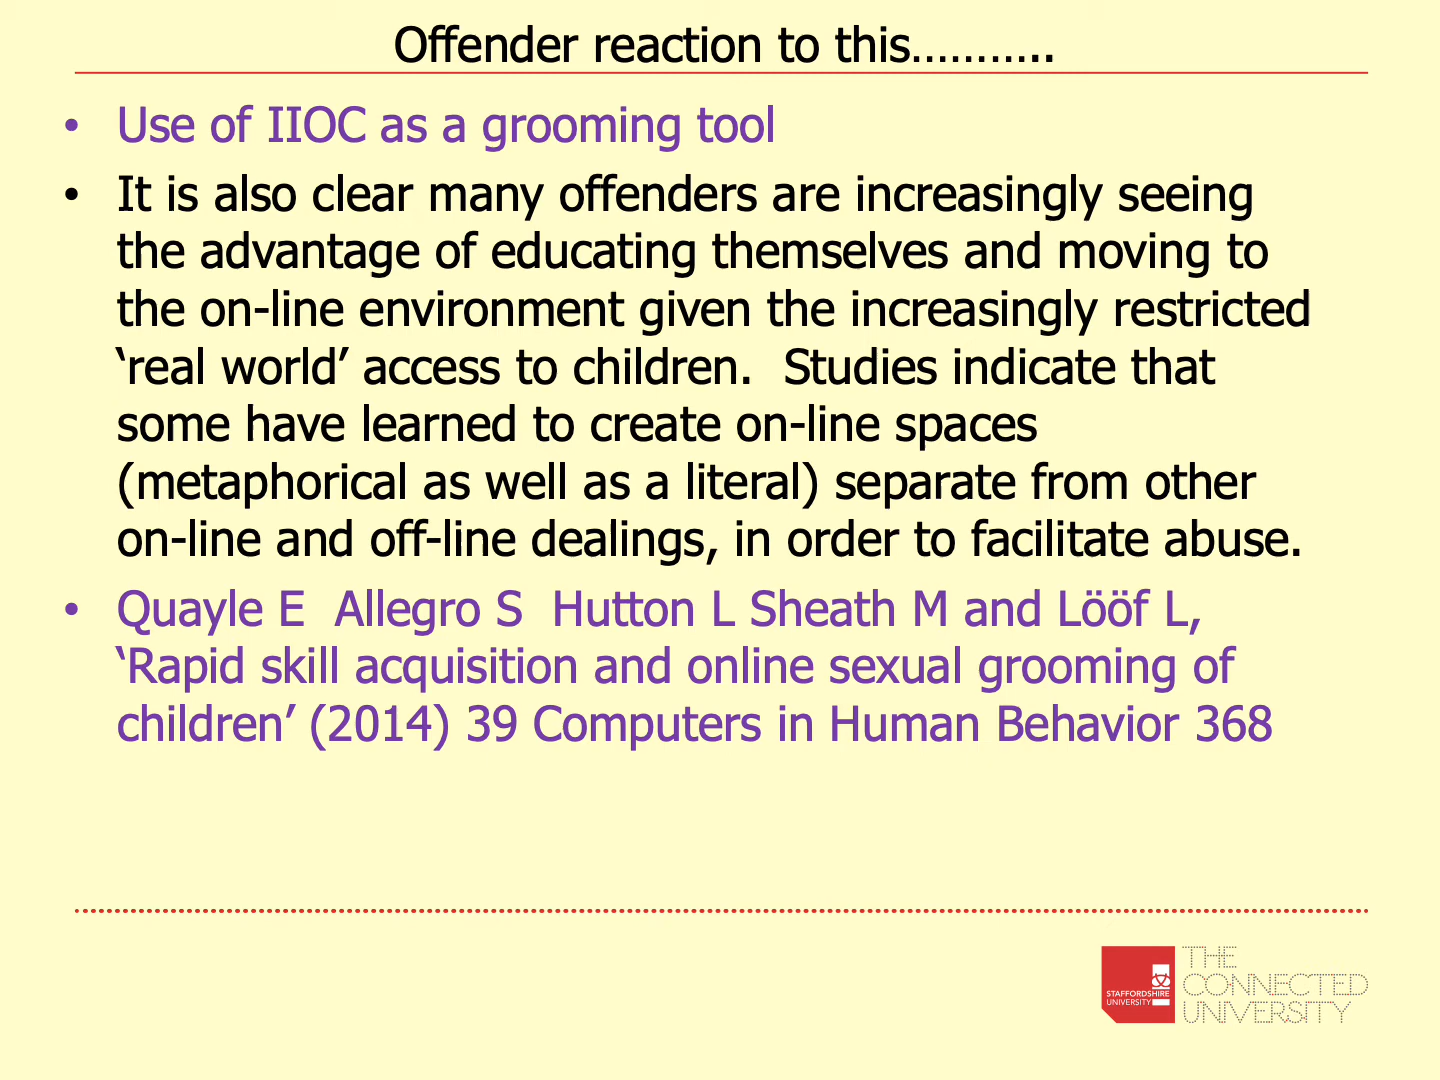 Offender reaction to this………..
• Use of IIOC as a grooming tool
• It is also clear many offenders are increasingly seeing
the advantage of educating themselves and moving to
the on-line environment given the increasingly restricted
‘real world’ access to children.  Studies indicate that
some have learned to create on-line spaces
(metaphorical as well as a literal) separate from other
on-line and off-line dealings, in order to facilitate abuse.
• Quayle E  Allegro S  Hutton L Sheath M and Lööf L,
‘Rapid skill acquisition and online sexual grooming of
children’ (2014) 39 Computers in Human Behavior 368
STAFFORDSHIRE
UNIVERSITY
THE
CONNECTED
UNIVERSITY